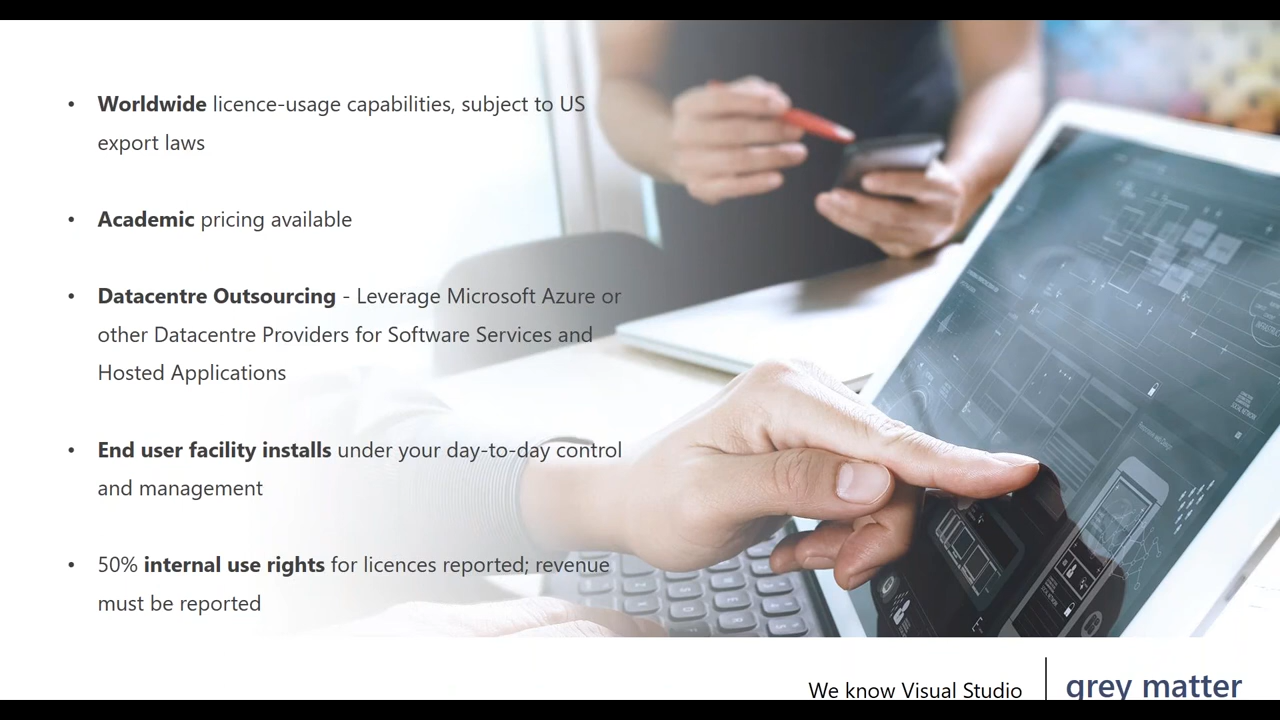 • Worldwide licence-usage capabilities, subject to US
export laws
• Academic pricing available
• Datacentre Outsourcing - Leverage Microsoft Azure or
other Datacentre Providers for Software Services and
Hosted Applications
• End user facility installs under your day-to-day control
and management
• 50% internal use rights for licences reported; revenue
must be reported
We know Visual Studio
grey matter